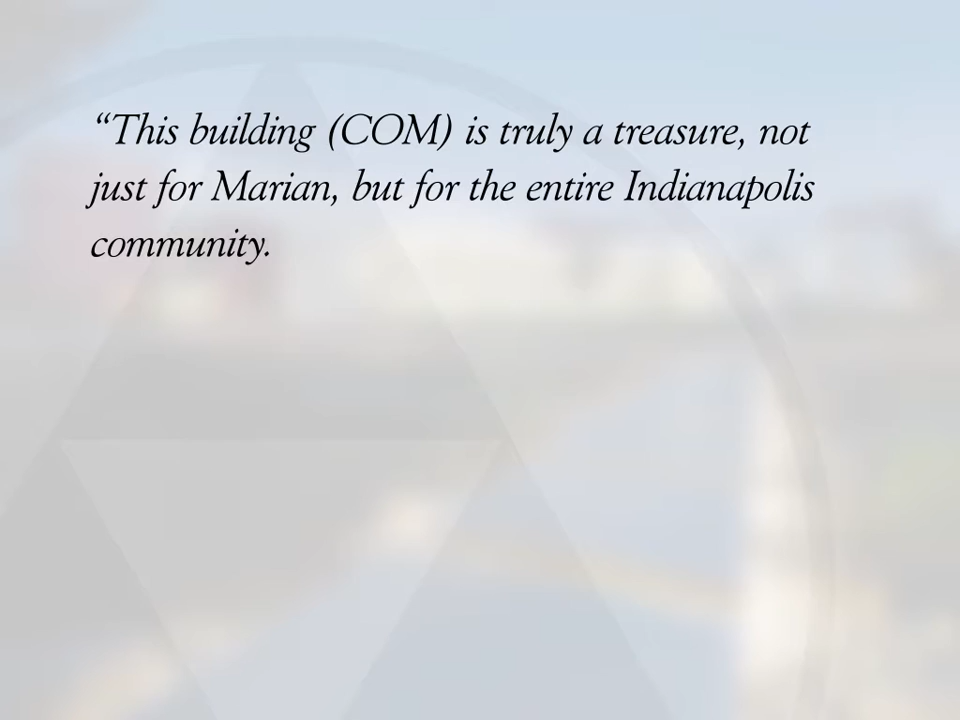 “This building (COM) is truly a treasure, not
just for Marian, but for the entire Indianapolis
community.